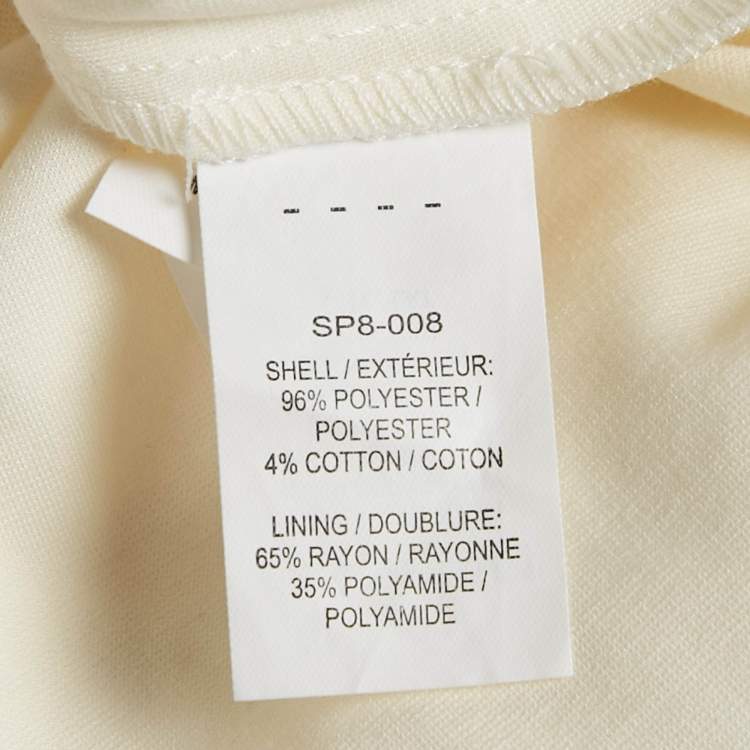 SP8-008
SHELL / EXTÉRIEUR:
96% POLYESTER /
POLYESTER
4% COTTON / COTON
LINING / DOUBLURE:
65% RAYON / RAYONNE
35% POLYAMIDE /
POLYAMIDE